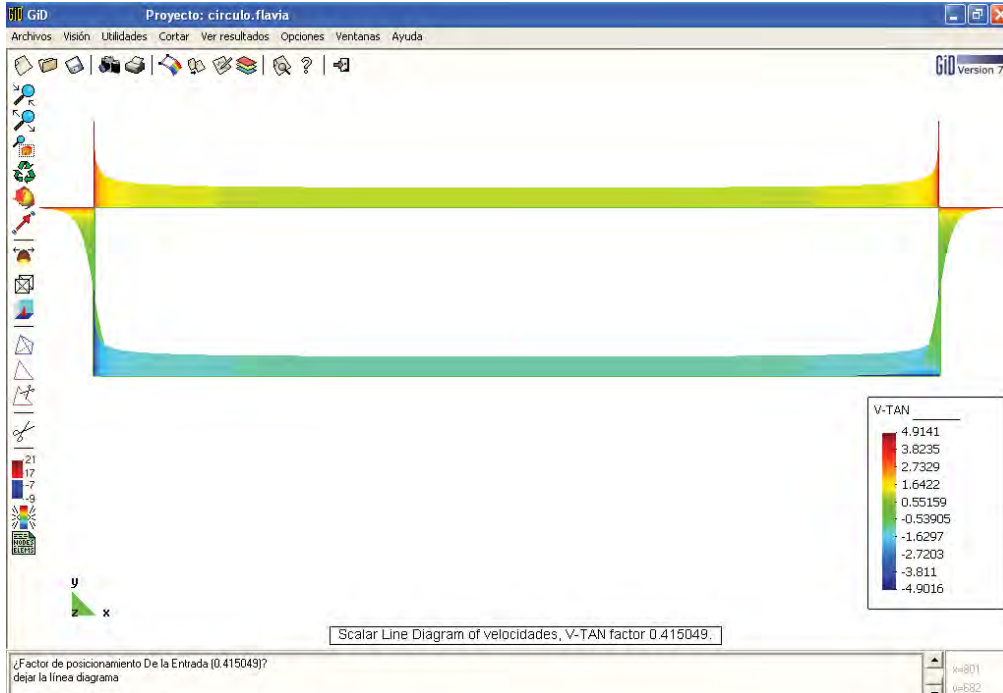 GiD GiD Proyecto: circulo.flavia
Archivos Visión Utilidades Cortar Ver resultados Opciones Ventanas Ayuda
GiD Version 7
21
17
-7
-9
NODES
ELEMS
V-TAN
4.9141
3.8235
2.7329
1.6422
0.55159
-0.53905
-1.6297
-2.7203
-3.811
-4.9016
y
z x
Scalar Line Diagram of velocidades, V-TAN factor 0.415049.
¿Factor de posicionamiento De la Entrada (0.415049)?
dejar la línea diagrama
x=801
y=682